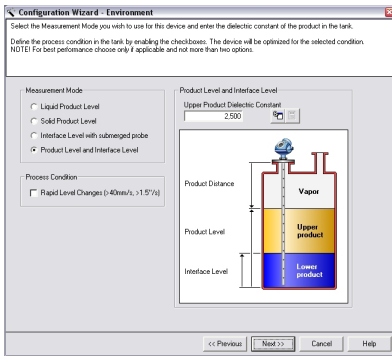 Configuration Wizard - Environment
Select the Measurement Mode you wish to use for this device and enter the dielectric constant of the product in the tank.
Define the process condition in the tank by enabling the checkboxes. The device will be optimized for the selected condition.
NOTE! For best performance choose only if applicable and not more than two options.
Measurement Mode
Liquid Product Level
Solid Product Level
Interface Level with submerged probe
Product Level and Interface Level
Process Condition
Rapid Level Changes (>40mm/s, >1.5"/s)
Product Level and Interface Level
Upper Product Dielectric Constant
2,500
Product Distance
Vapor
Product Level
Upper
product
Interface Level
Lower
product
<< Previous
Next >>
Cancel
Help